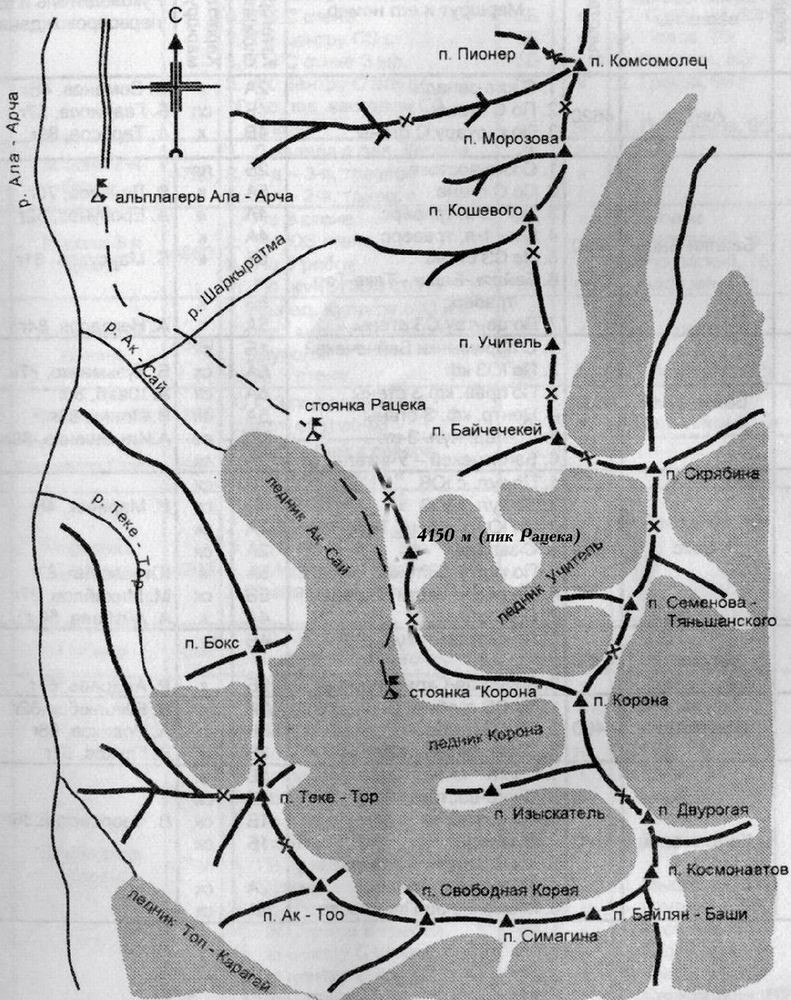 С
п. Пионер
п. Комсомолец
п. Морозова
р. Ала - Арча
альплагерь Ала - Арча
п. Кошевого
р. Шаркыратма
р. Ак - Сай
п. Учитель
стоянка Рацека
п. Байчечекей
п. Скрябина
ледник Ак - Сай
р. Теке - Тор
4150 м (пик Рацека)
ледник Учитель
п. Семенова -
Тяньшанского
п. Бокс
стоянка "Корона"
п. Корона
ледник Корона
п. Теке - Тор
п. Изыскатель
п. Двурогая
п. Космонавтов
п. Свободная Корея
п. Ак - Тоо
п. Байлян - Баши
п. Симагина
ледник Топ - Карагай